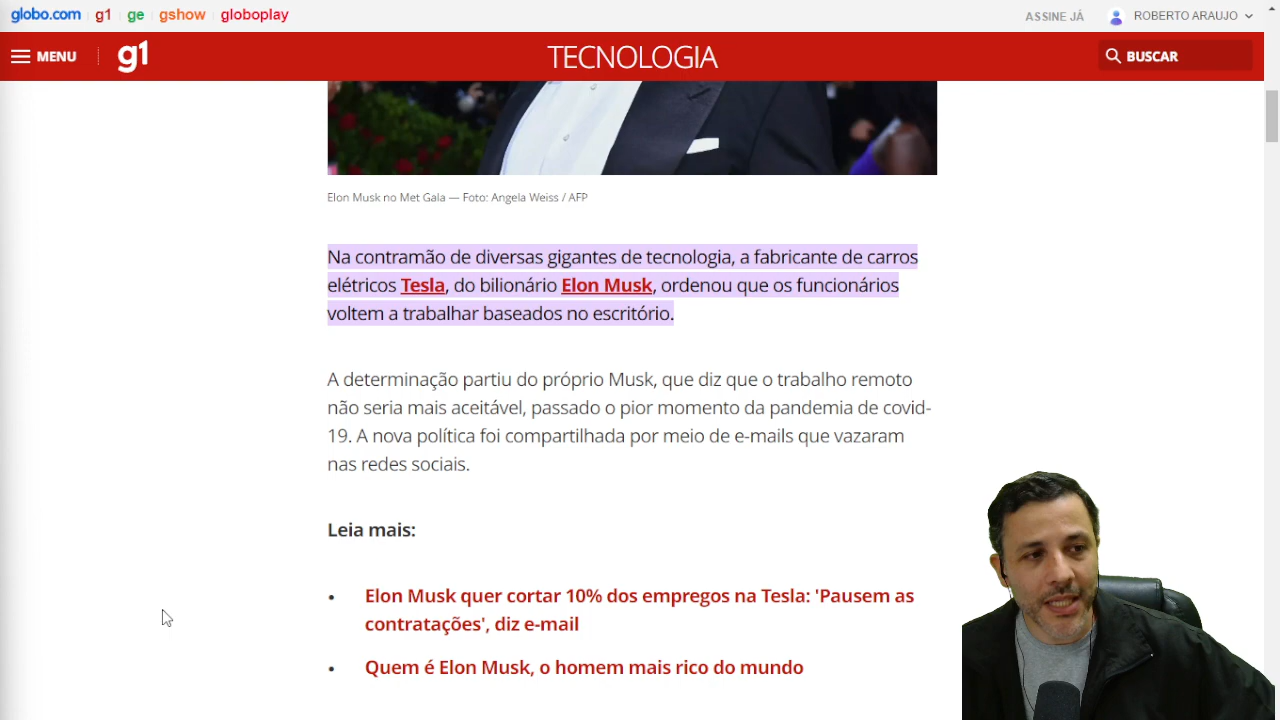 globo.com g1 ge gshow globoplay ASSINE JÁ ROBERTO ARAUJO
MENU g1 TECNOLOGIA BUSCAR
Elon Musk no Met Gala — Foto: Angela Weiss / AFP
Na contramão de diversas gigantes de tecnologia, a fabricante de carros
elétricos Tesla, do bilionário Elon Musk, ordenou que os funcionários
voltem a trabalhar baseados no escritório.
A determinação partiu do próprio Musk, que diz que o trabalho remoto
não seria mais aceitável, passado o pior momento da pandemia de covid-
19. A nova política foi compartilhada por meio de e-mails que vazaram
nas redes sociais.
Leia mais:
• Elon Musk quer cortar 10% dos empregos na Tesla: 'Pausem as
contratações', diz e-mail
• Quem é Elon Musk, o homem mais rico do mundo